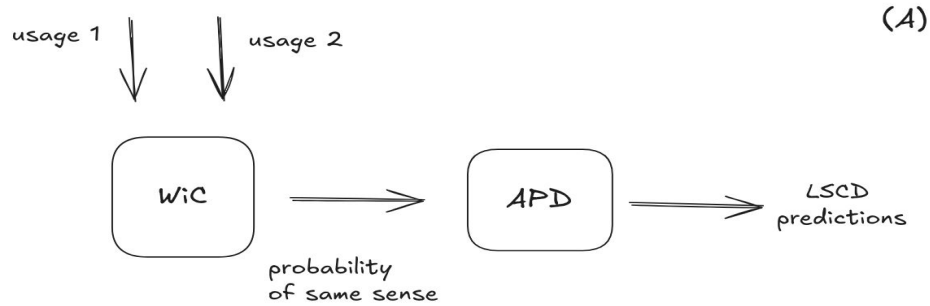 (A)
usage 1
usage 2
WiC
APD
LSCD
predictions
probability
of same sense